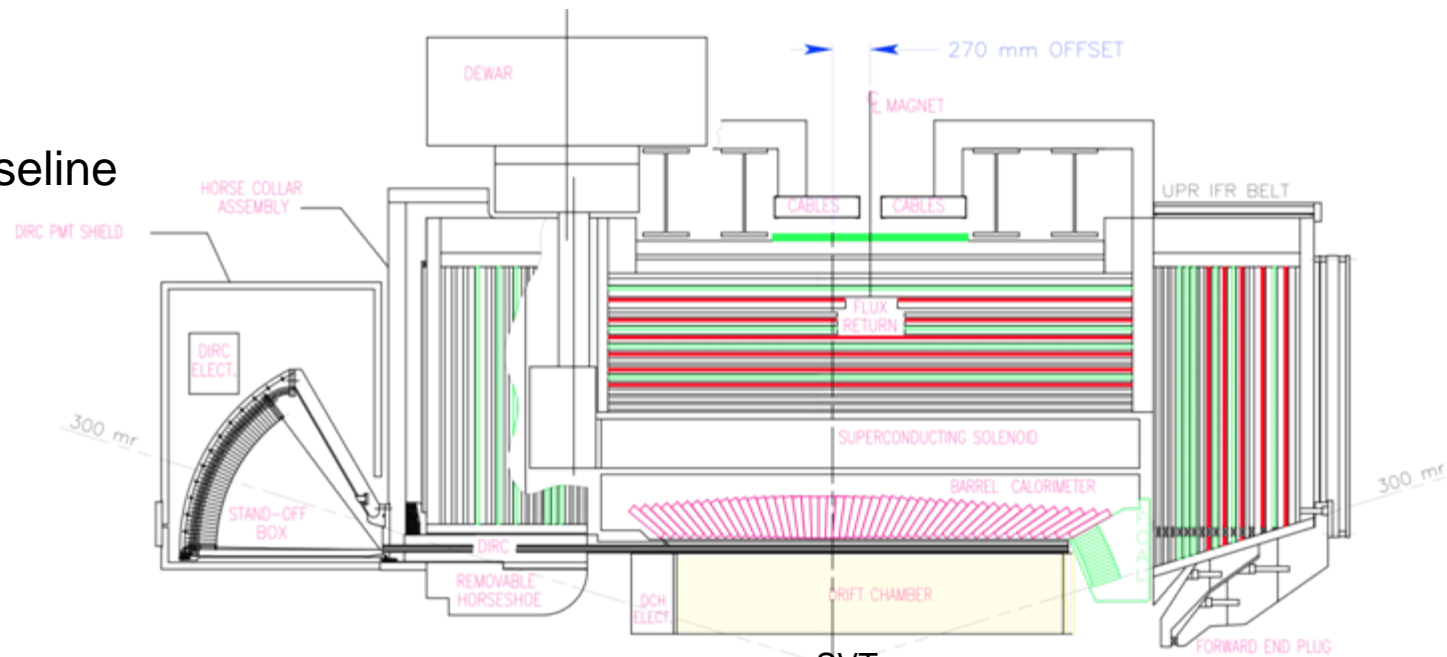 270 mm OFFSET
DEWAR
℄ MAGNET
seline
HORSE COLLAR
ASSEMBLY
UPR IFR BELT
CABLES
CABLES
DIRC PMT SHIELD
FLUX
RETURN
DIRC
ELECT.
300 mr
SUPERCONDUCTING SOLENOID
300 mr
BARREL CALORIMETER
STAND-OFF
BOX
DIRC
REMOVABLE
HORSESHOE
DCH
ELECT.
DRIFT CHAMBER
FORWARD END PLUG